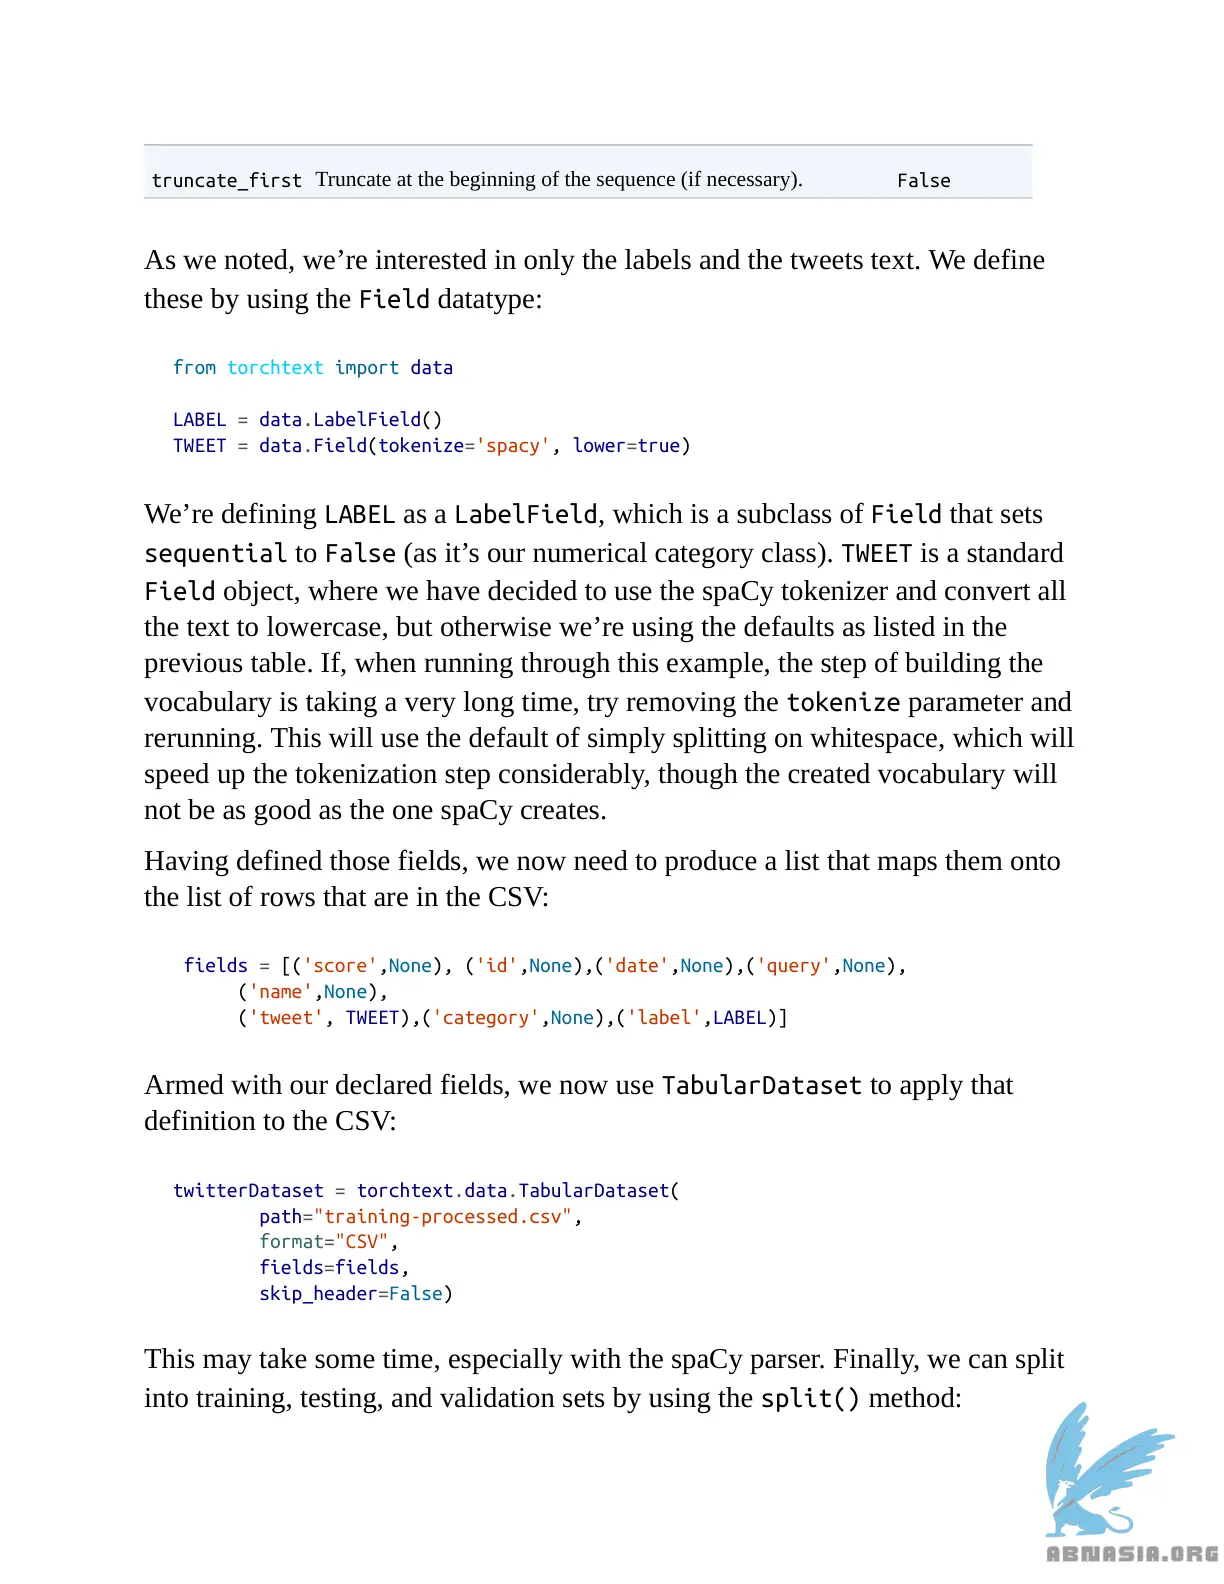 truncate_first Truncate at the beginning of the sequence (if necessary). False
As we noted, we’re interested in only the labels and the tweets text. We define
these by using the Field datatype:
from torchtext import data
LABEL = data.LabelField()
TWEET = data.Field(tokenize='spacy', lower=true)
We’re defining LABEL as a LabelField, which is a subclass of Field that sets
sequential to False (as it’s our numerical category class). TWEET is a standard
Field object, where we have decided to use the spaCy tokenizer and convert all
the text to lowercase, but otherwise we’re using the defaults as listed in the
previous table. If, when running through this example, the step of building the
vocabulary is taking a very long time, try removing the tokenize parameter and
rerunning. This will use the default of simply splitting on whitespace, which will
speed up the tokenization step considerably, though the created vocabulary will
not be as good as the one spaCy creates.
Having defined those fields, we now need to produce a list that maps them onto
the list of rows that are in the CSV:
fields = [('score',None), ('id',None),('date',None),('query',None),
('name',None),
('tweet', TWEET),('category',None),('label',LABEL)]
Armed with our declared fields, we now use TabularDataset to apply that
definition to the CSV:
twitterDataset = torchtext.data.TabularDataset(
path="training-processed.csv",
format="CSV",
fields=fields,
skip_header=False)
This may take some time, especially with the spaCy parser. Finally, we can split
into training, testing, and validation sets by using the split() method:
ABNASIA.ORG